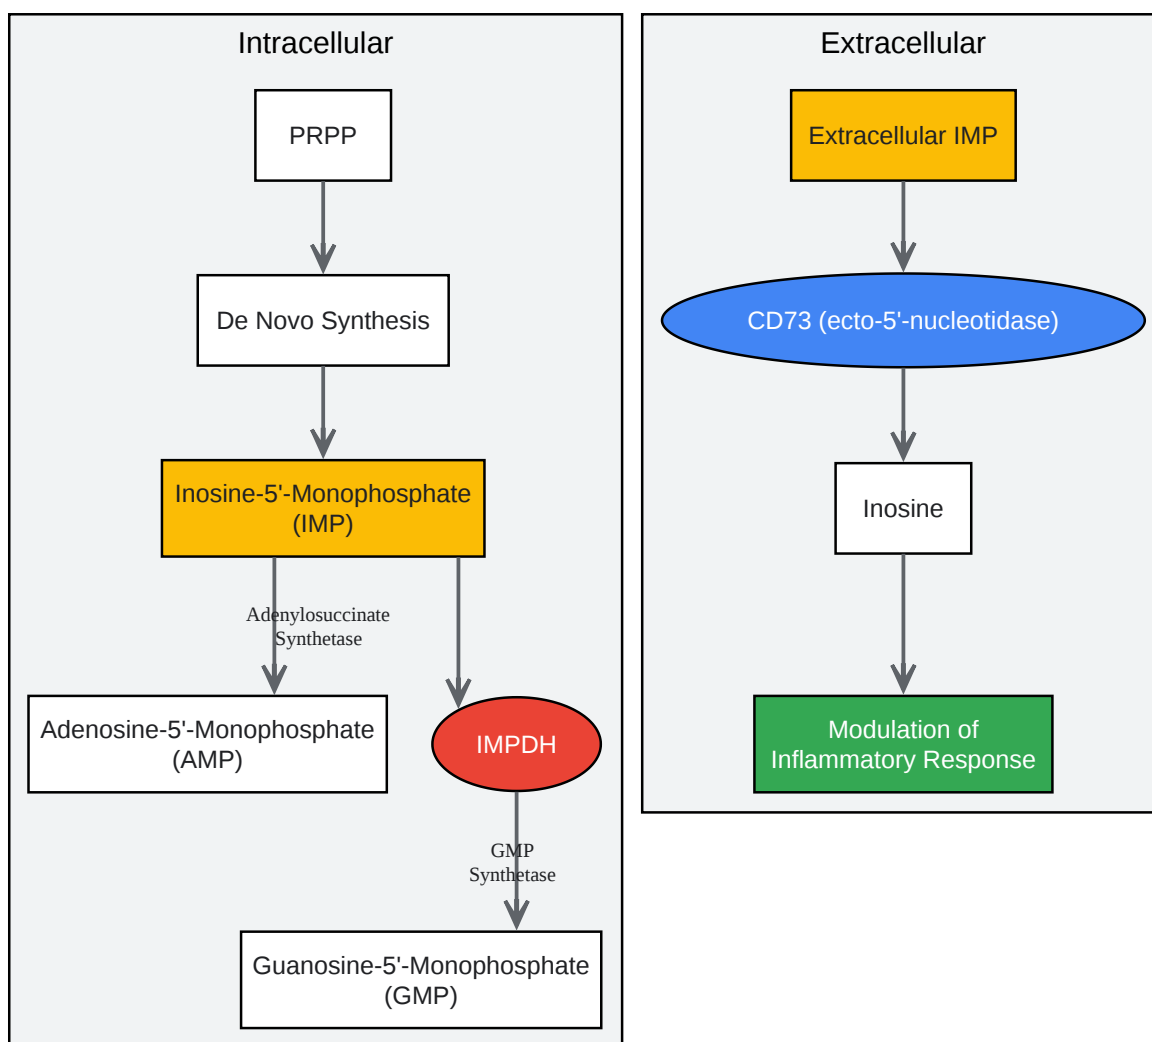 Intracellular
PRPP
De Novo Synthesis
Inosine-5'-Monophosphate
(IMP)
Adenylosuccinate
Synthetase
Adenosine-5'-Monophosphate
(AMP)
IMPDH
GMP
Synthetase
Guanosine-5'-Monophosphate
(GMP)
Extracellular
Extracellular IMP
CD73 (ecto-5'-nucleotidase)
Inosine
Modulation of
Inflammatory Response